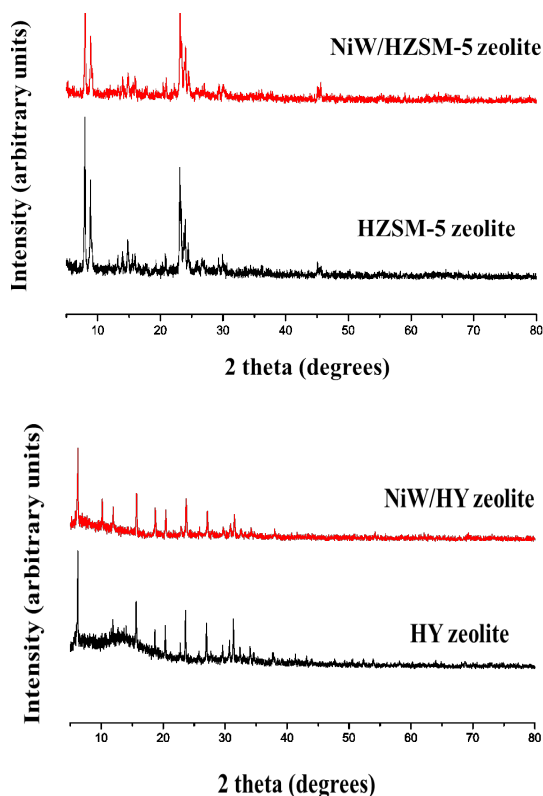 NiW/HZSM-5 zeolite
HZSM-5 zeolite
Intensity (arbitrary units)
10 20 30 40 50 60 70 80
2 theta (degrees)
NiW/HY zeolite
HY zeolite
Intensity (arbitrary units)
10 20 30 40 50 60 70 80
2 theta (degrees)